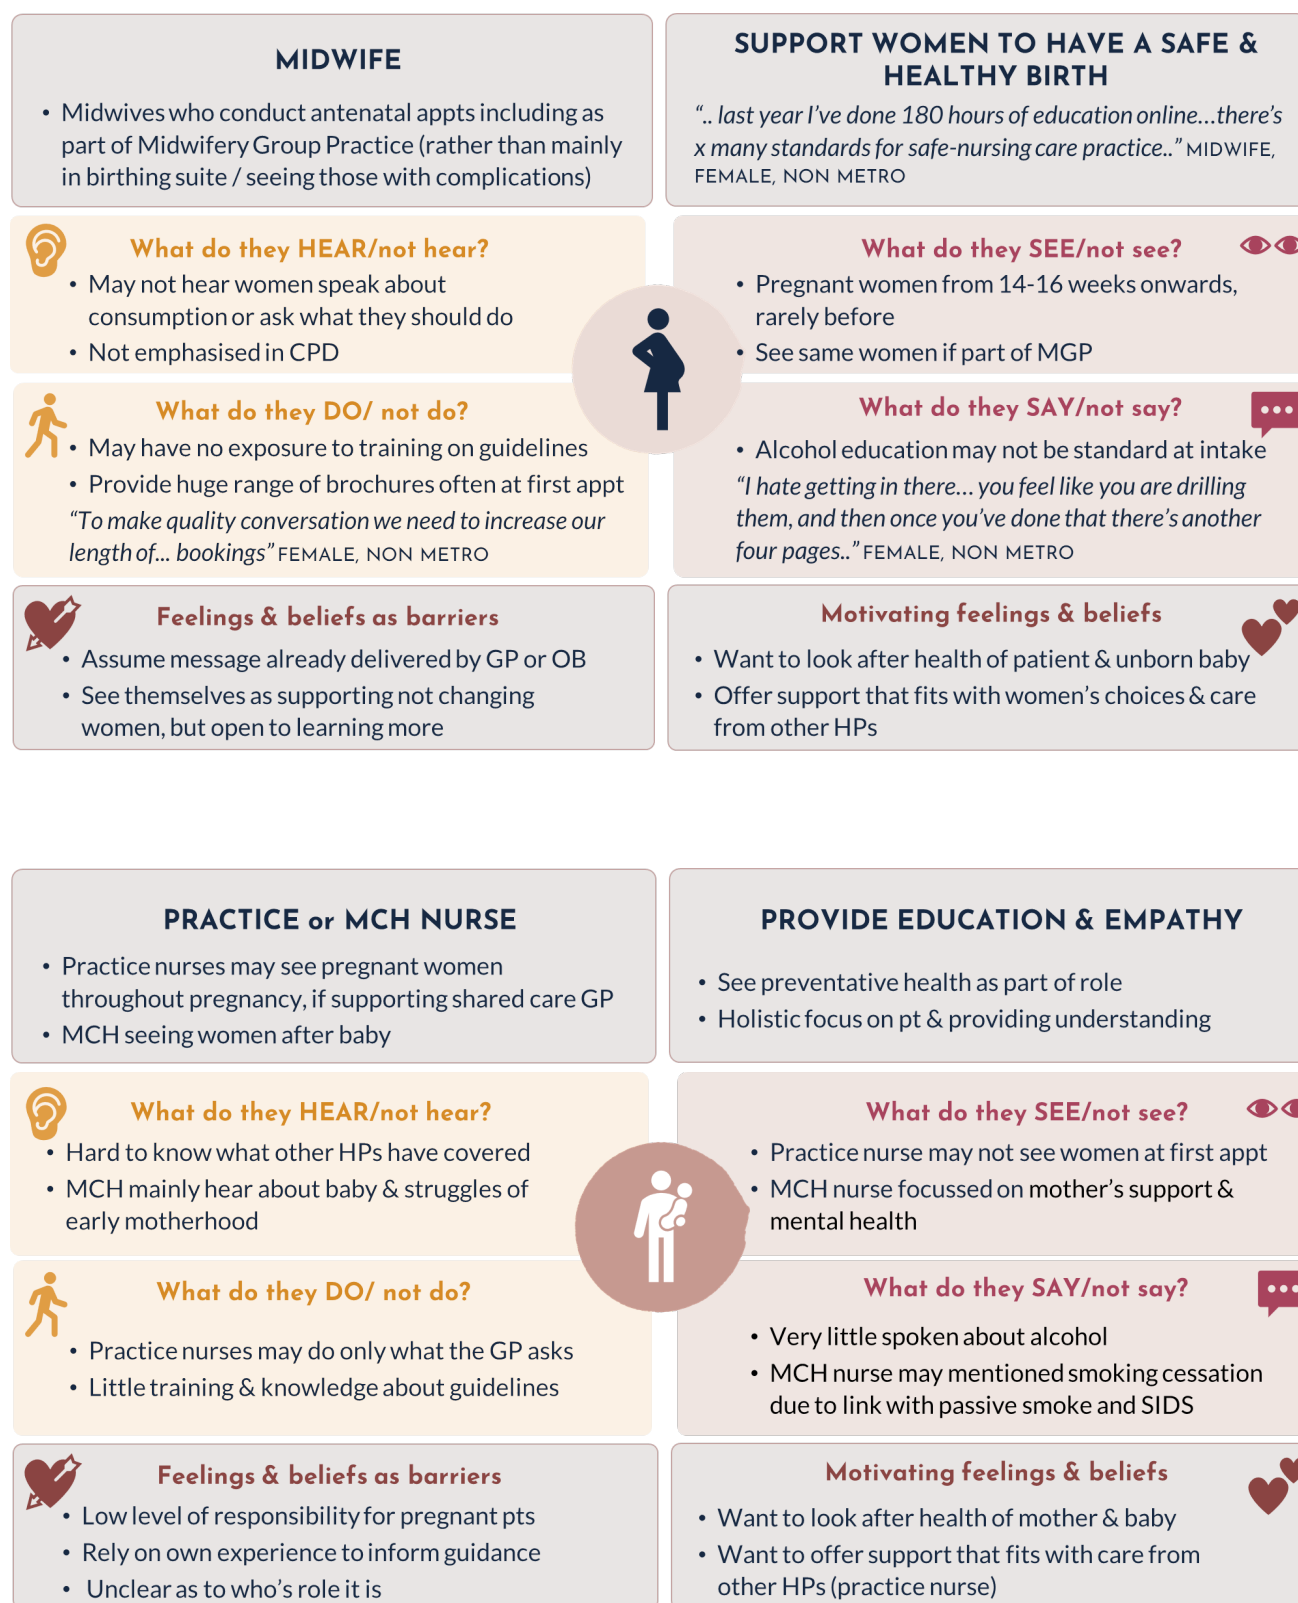 MIDWIFE
• Midwives who conduct antenatal appts including as
part of Midwifery Group Practice (rather than mainly
in birthing suite / seeing those with complications)
SUPPORT WOMEN TO HAVE A SAFE &
HEALTHY BIRTH
“.. last year I’ve done 180 hours of education online...there’s
x many standards for safe-nursing care practice..” MIDWIFE,
FEMALE, NON METRO
What do they HEAR/not hear?
• May not hear women speak about
consumption or ask what they should do
• Not emphasised in CPD
What do they SEE/not see?
• Pregnant women from 14-16 weeks onwards,
rarely before
• See same women if part of MGP
What do they DO/ not do?
• May have no exposure to training on guidelines
• Provide huge range of brochures often at first appt
“To make quality conversation we need to increase our
length of... bookings” FEMALE, NON METRO
What do they SAY/not say?
• Alcohol education may not be standard at intake
“I hate getting in there... you feel like you are drilling
them, and then once you’ve done that there’s another
four pages..” FEMALE, NON METRO
Feelings & beliefs as barriers
• Assume message already delivered by GP or OB
• See themselves as supporting not changing
women, but open to learning more
Motivating feelings & beliefs
• Want to look after health of patient & unborn baby
• Offer support that fits with women’s choices & care
from other HPs
PRACTICE or MCH NURSE
• Practice nurses may see pregnant women
throughout pregnancy, if supporting shared care GP
• MCH seeing women after baby
PROVIDE EDUCATION & EMPATHY
• See preventative health as part of role
• Holistic focus on pt & providing understanding
What do they HEAR/not hear?
• Hard to know what other HPs have covered
• MCH mainly hear about baby & struggles of
early motherhood
What do they SEE/not see?
• Practice nurse may not see women at first appt
• MCH nurse focussed on mother’s support &
mental health
What do they DO/ not do?
• Practice nurses may do only what the GP asks
• Little training & knowledge about guidelines
What do they SAY/not say?
• Very little spoken about alcohol
• MCH nurse may mentioned smoking cessation
due to link with passive smoke and SIDS
Feelings & beliefs as barriers
• Low level of responsibility for pregnant pts
• Rely on own experience to inform guidance
• Unclear as to who’s role it is
Motivating feelings & beliefs
• Want to look after health of mother & baby
• Want to offer support that fits with care from
other HPs (practice nurse)